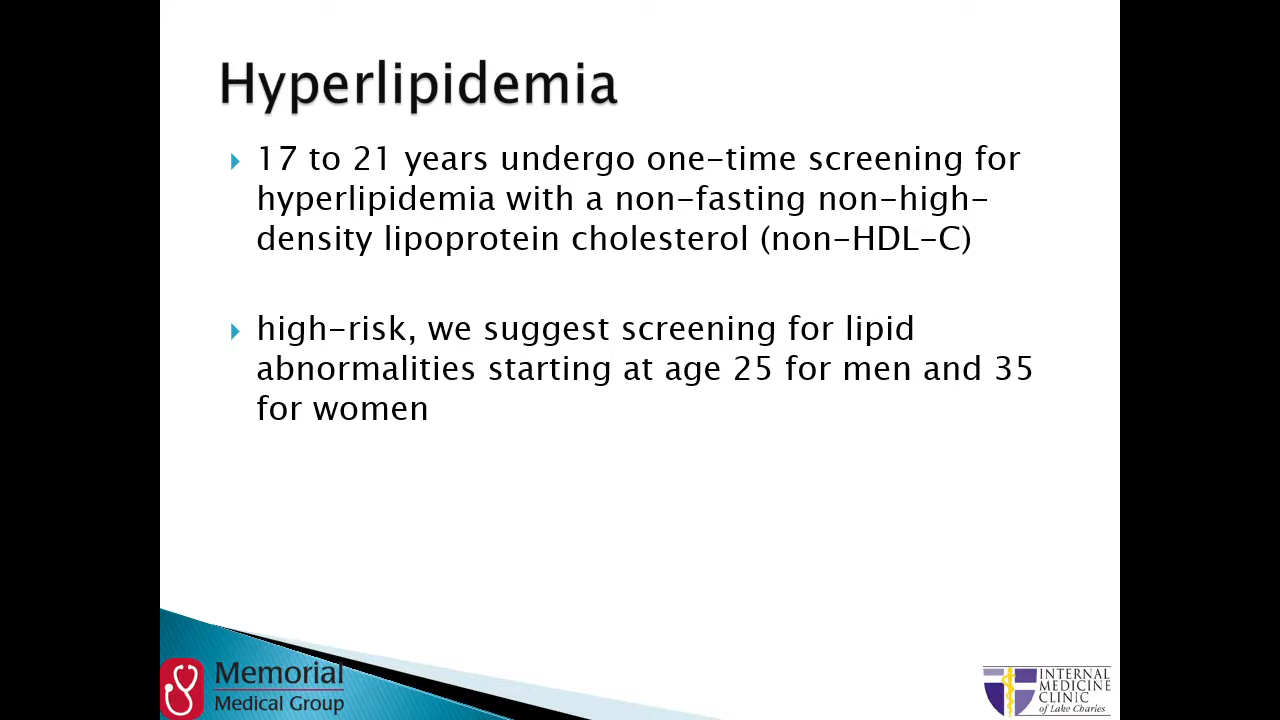 Hyperlipidemia
17 to 21 years undergo one-time screening for
hyperlipidemia with a non-fasting non-high-
density lipoprotein cholesterol (non-HDL-C)
high-risk, we suggest screening for lipid
abnormalities starting at age 25 for men and 35
for women
Memorial
Medical Group
INTERNAL
MEDICINE
CLINIC
of Lake Charles